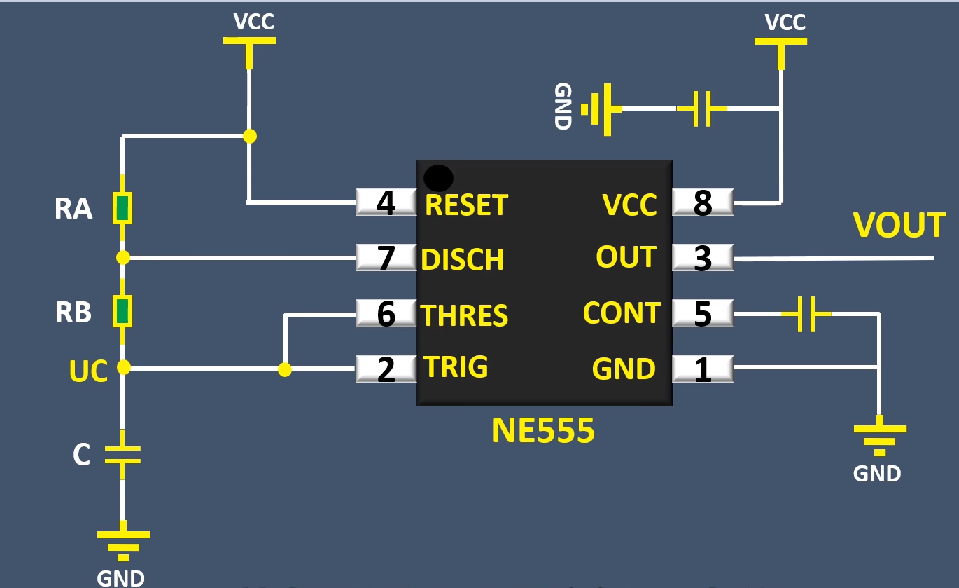 VCC
VCC
GND
RA
4 RESET
VCC 8
VOUT
7 DISCH
OUT 3
RB
6 THRES
CONT 5
UC
2 TRIG
GND 1
NE555
C
GND
GND